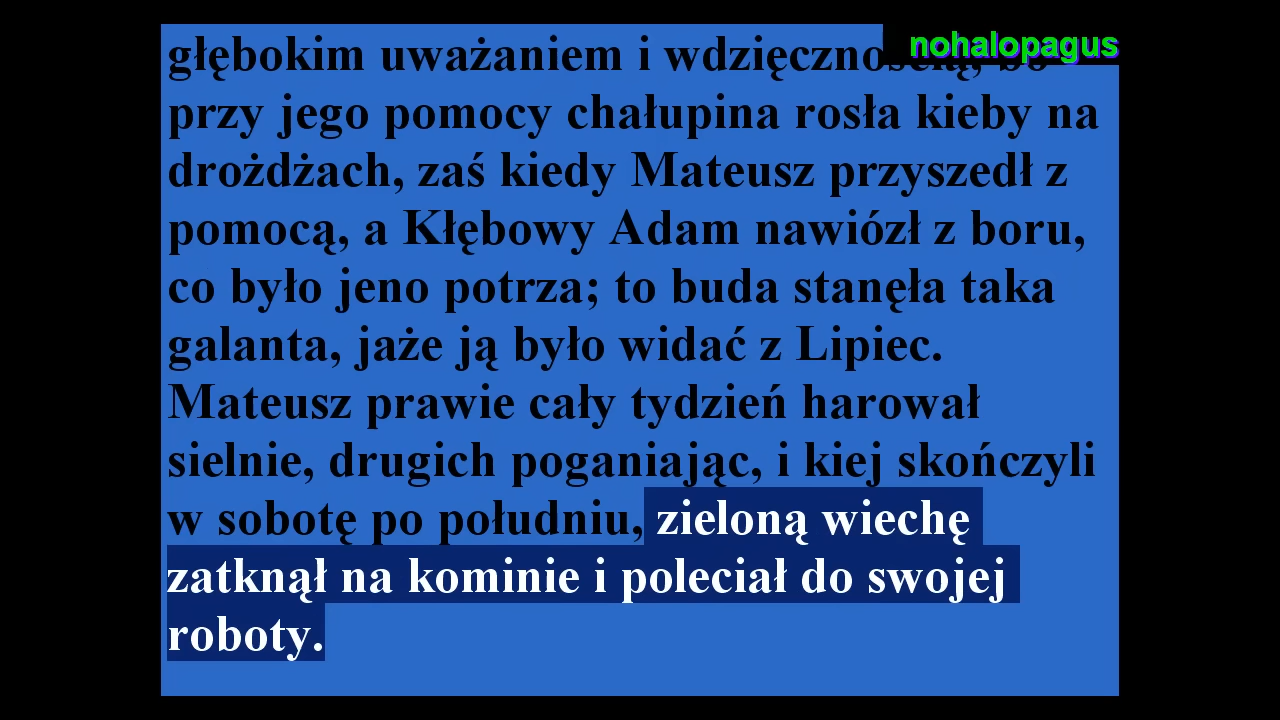 nohalopagus
głębokim uważaniem i wdzięcznością, bo
przy jego pomocy chałupina rosła kieby na
drożdżach, zaś kiedy Mateusz przyszedł z
pomocą, a Kłębowy Adam nawiózł z boru,
co było jeno potrza; to buda stanęła taka
galanta, jaże ją było widać z Lipiec.
Mateusz prawie cały tydzień harował
sielnie, drugich poganiając, i kiej skończyli
w sobotę po południu, zieloną wiechę
zatknął na kominie i poleciał do swojej
roboty.